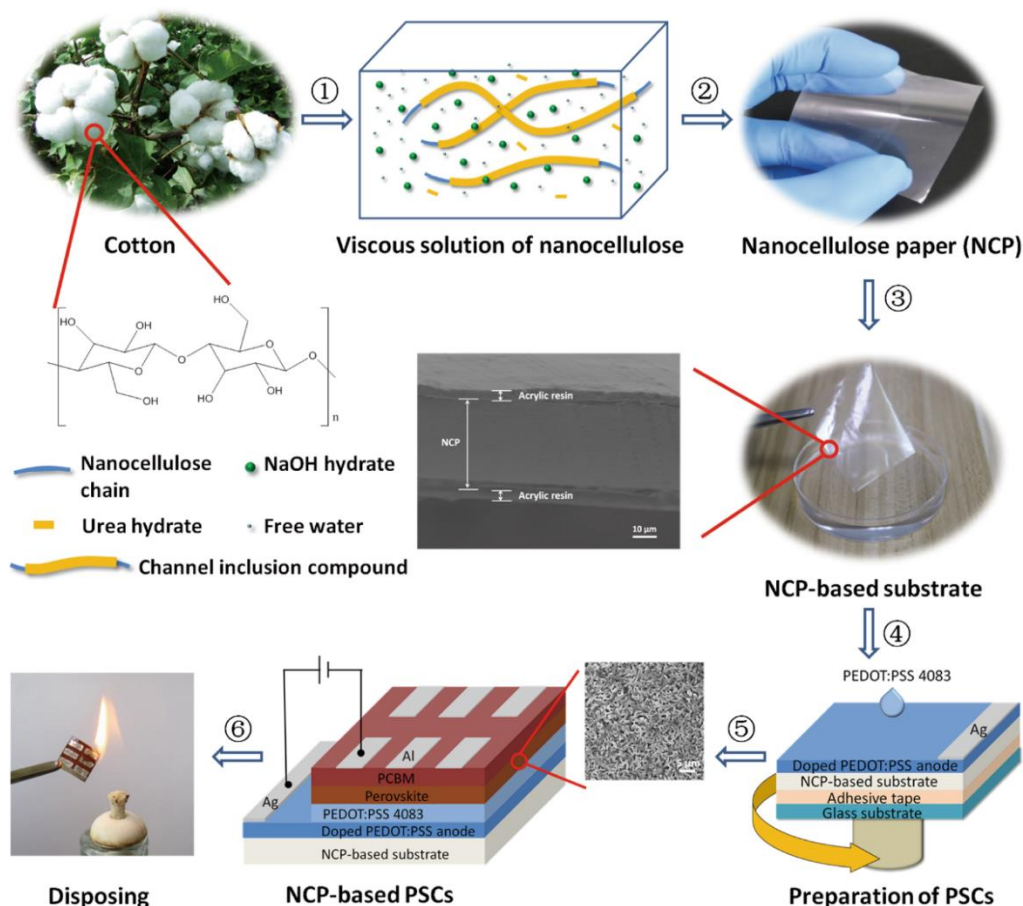 ①
②
Cotton
Viscous solution of nanocellulose
Nanocellulose paper (NCP)
③
HO
HO
OH
O
O
HO
O
O
OH
HO
OH
n
Acrylic resin
NCP
Acrylic resin
10 μm
Nanocellulose
chain
NaOH hydrate
Urea hydrate
Free water
Channel inclusion compound
NCP-based substrate
④
PEDOT:PSS 4083
Ag
Doped PEDOT:PSS anode
NCP-based substrate
Adhesive tape
Glass substrate
Preparation of PSCs
⑤
5 μm
Al
PCBM
Perovskite
PEDOT:PSS 4083
Doped PEDOT:PSS anode
NCP-based substrate
Ag
NCP-based PSCs
⑥
Disposing